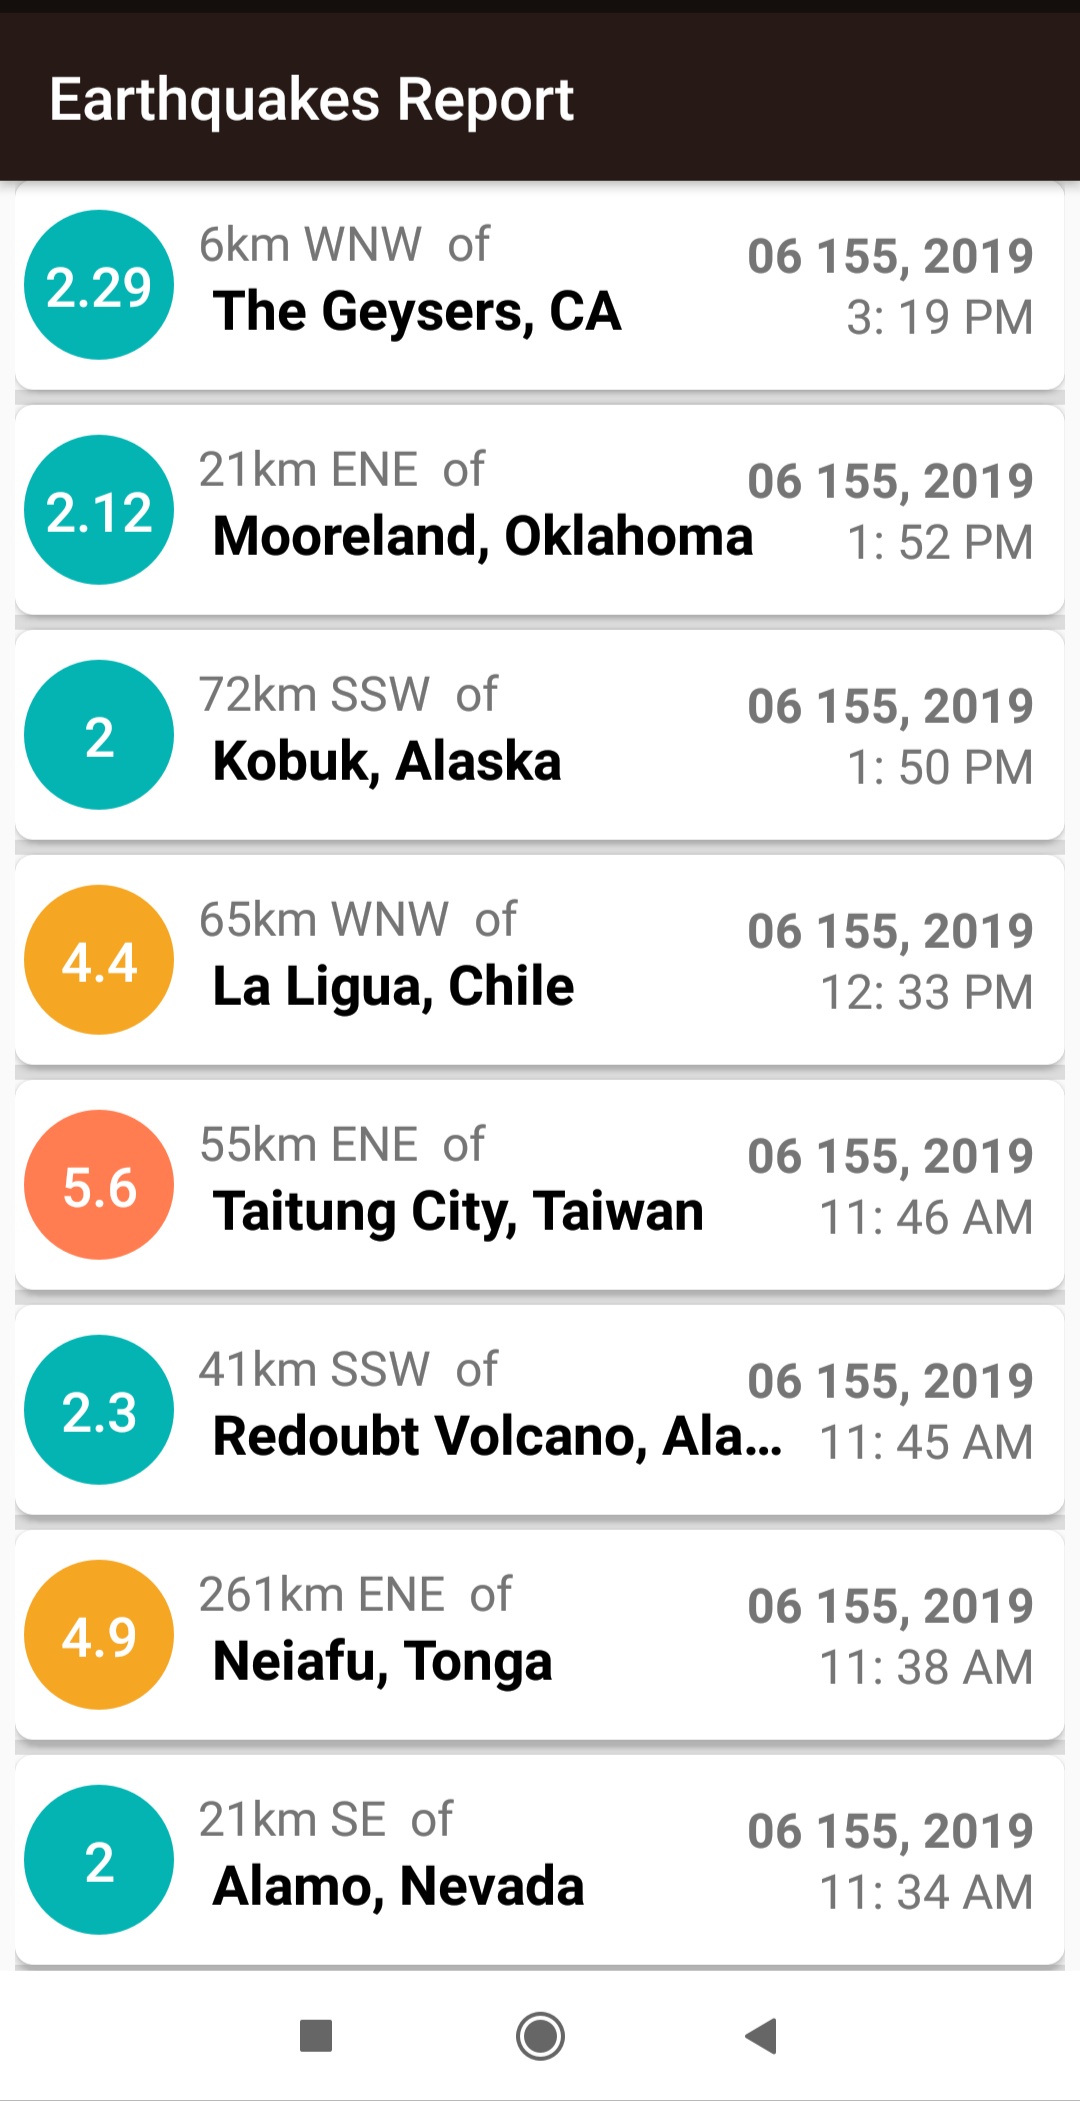 Earthquakes Report
2.29
6km WNW  of
The Geysers, CA
06 155, 2019
3: 19 PM
2.12
21km ENE  of
Mooreland, Oklahoma
06 155, 2019
1: 52 PM
2
72km SSW  of
Kobuk, Alaska
06 155, 2019
1: 50 PM
4.4
65km WNW  of
La Ligua, Chile
06 155, 2019
12: 33 PM
5.6
55km ENE  of
Taitung City, Taiwan
06 155, 2019
11: 46 AM
2.3
41km SSW  of
Redoubt Volcano, Ala...
06 155, 2019
11: 45 AM
4.9
261km ENE  of
Neiafu, Tonga
06 155, 2019
11: 38 AM
2
21km SE  of
Alamo, Nevada
06 155, 2019
11: 34 AM